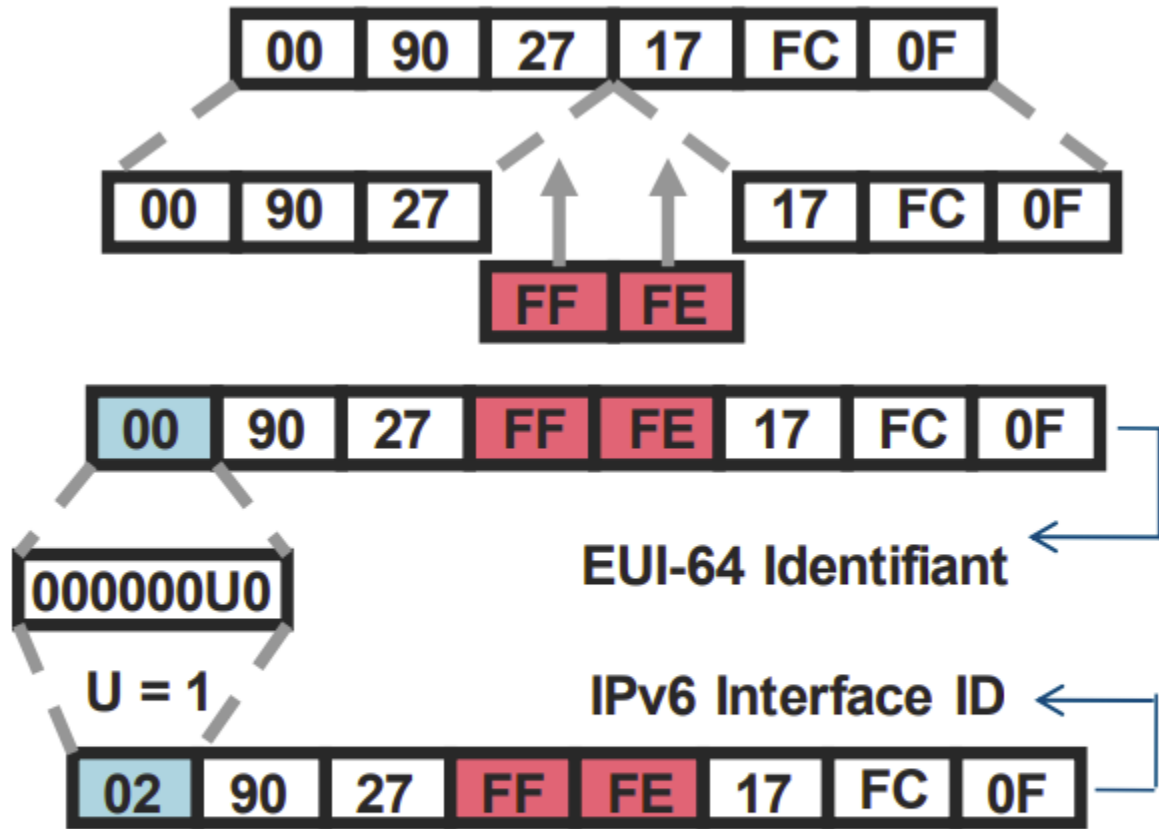 00 90 27 17 FC 0F
00 90 27 17 FC 0F
FF FE
00 90 27 FF FE 17 FC 0F
EUI-64 Identifiant
000000U0
U = 1
IPv6 Interface ID
02 90 27 FF FE 17 FC 0F